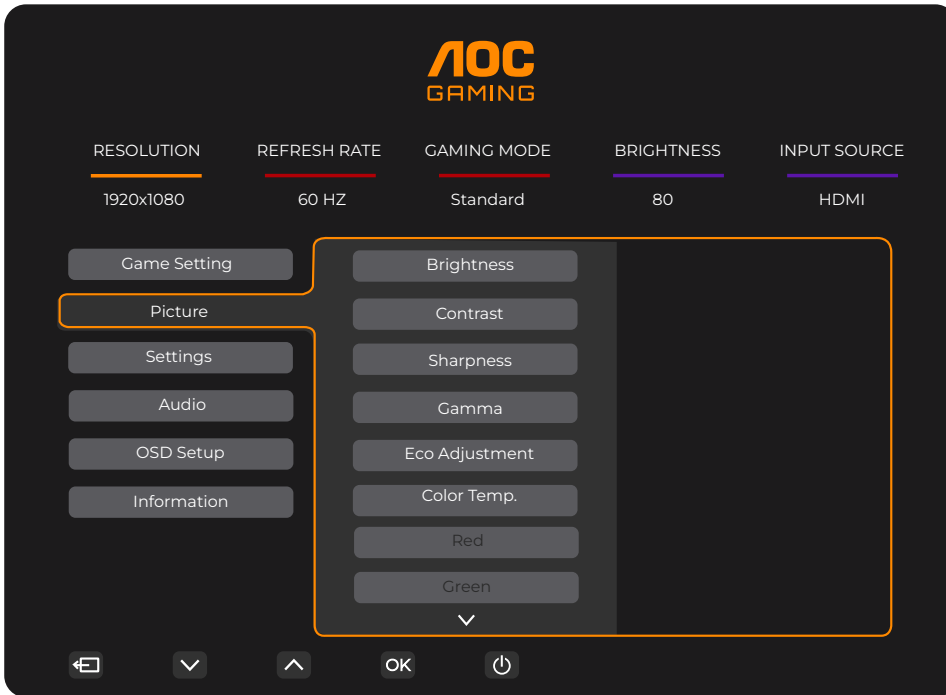 AOC
GAMING
RESOLUTION REFRESH RATE GAMING MODE BRIGHTNESS INPUT SOURCE
1920x1080 60 HZ Standard 80 HDMI
Game Setting
Picture
Settings
Audio
OSD Setup
Information
Brightness
Contrast
Sharpness
Gamma
Eco Adjustment
Color Temp.
Red
Green
OK